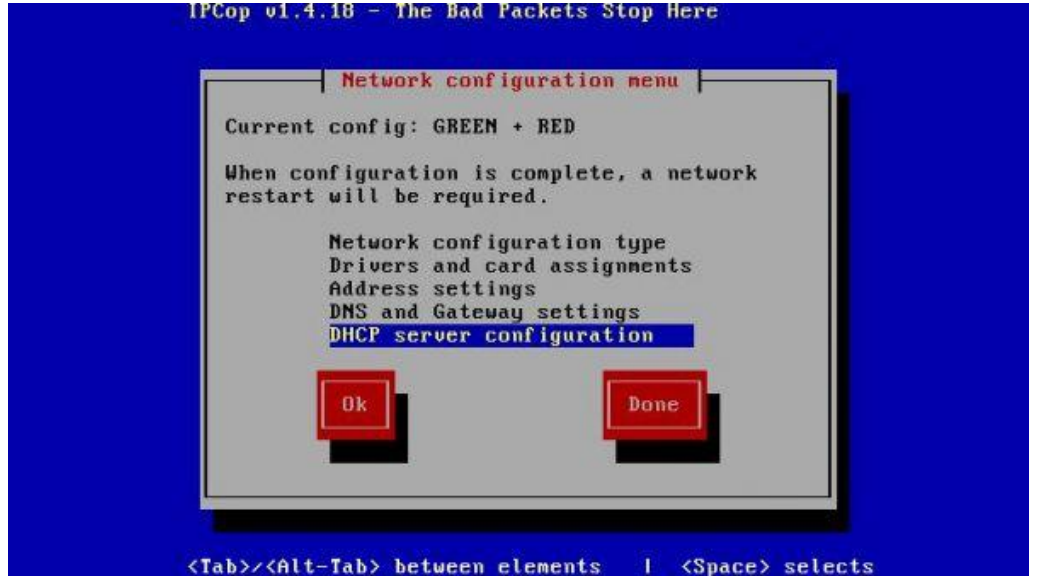 IPCop v1.4.18 - The Bad Packets Stop Here
Network configuration menu
Current config: GREEN + RED
When configuration is complete, a network
restart will be required.
Network configuration type
Drivers and card assignments
Address settings
DNS and Gateway settings
DHCP server configuration
Ok
Done
<Tab>/<Alt-Tab> between elements | <Space> selects